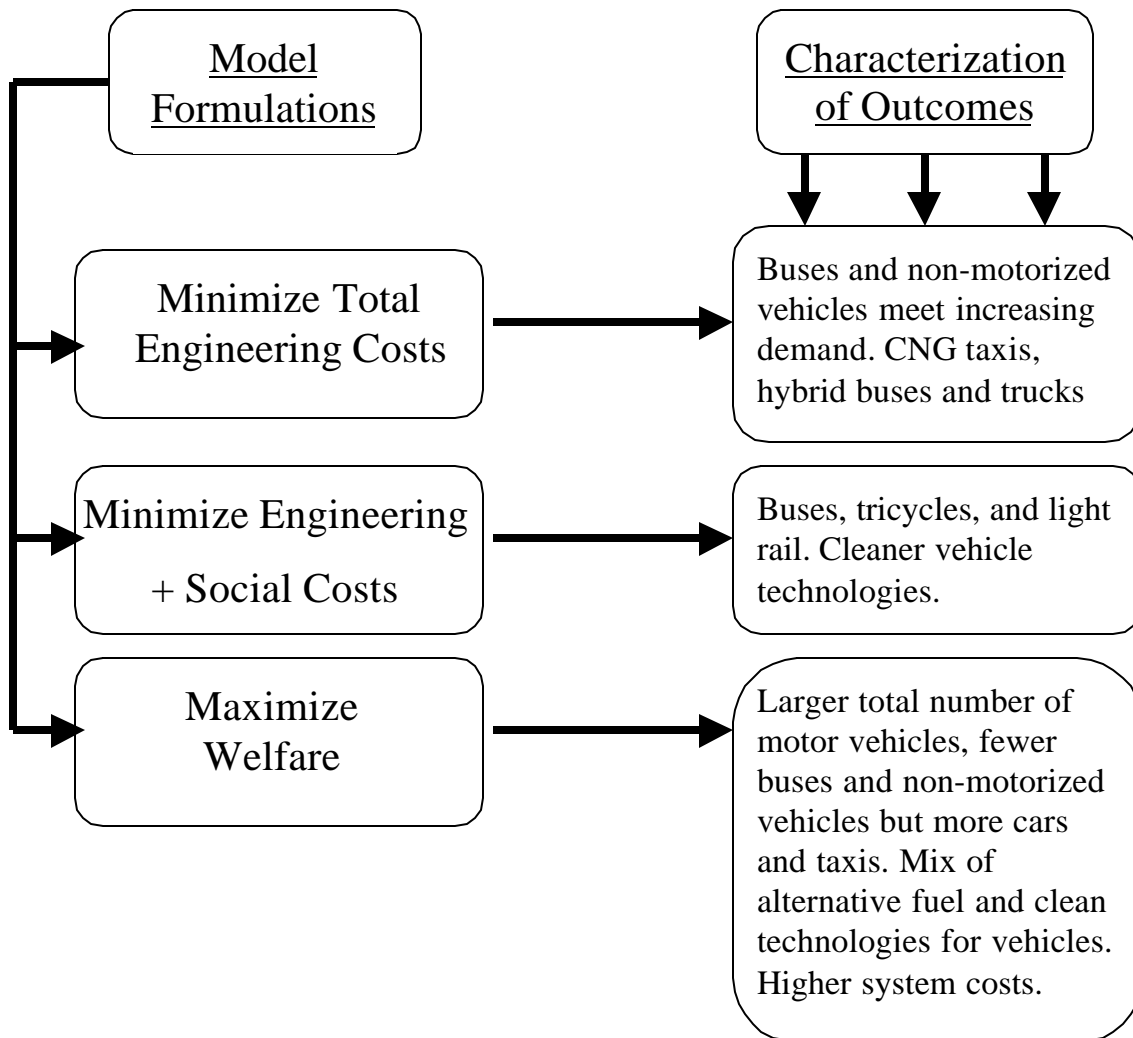 Model
Formulations
Characterization
of Outcomes
Minimize Total
Engineering Costs
Buses and non-motorized
vehicles meet increasing
demand. CNG taxis,
hybrid buses and trucks
Minimize Engineering
+ Social Costs
Buses, tricycles, and light
rail. Cleaner vehicle
technologies.
Maximize
Welfare
Larger total number of
motor vehicles, fewer
buses and non-motorized
vehicles but more cars
and taxis. Mix of
alternative fuel and clean
technologies for vehicles.
Higher system costs.